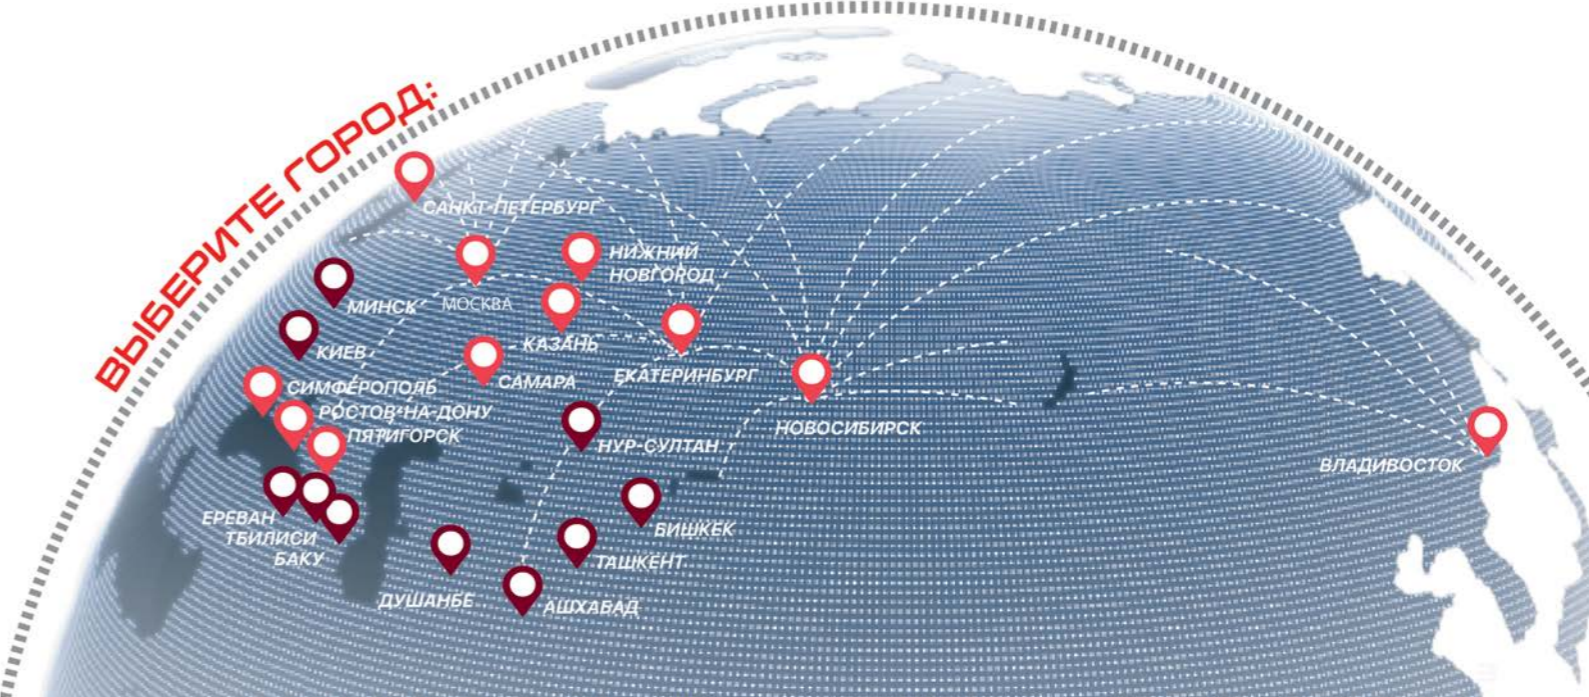 ВЫБЕРИТЕ ГОРОД:
САНКТ-ПЕТЕРБУРГ
НИЖНИЙ
НОВГОРОД
МИНСК
МОСКВА
КАЗАНЬ
КИЕВ
ЕКАТЕРИНБУРГ
САМАРА
СИМФЕРОПОЛЬ
РОСТОВ-НА-ДОНУ
ПЯТИГОРСК
НОВОСИБИРСК
НУР-СУЛТАН
ВЛАДИВОСТОК
ЕРЕВАН
ТБИЛИСИ
БАКУ
БИШКЕК
ТАШКЕНТ
ДУШАНБЕ
АШХАБАД